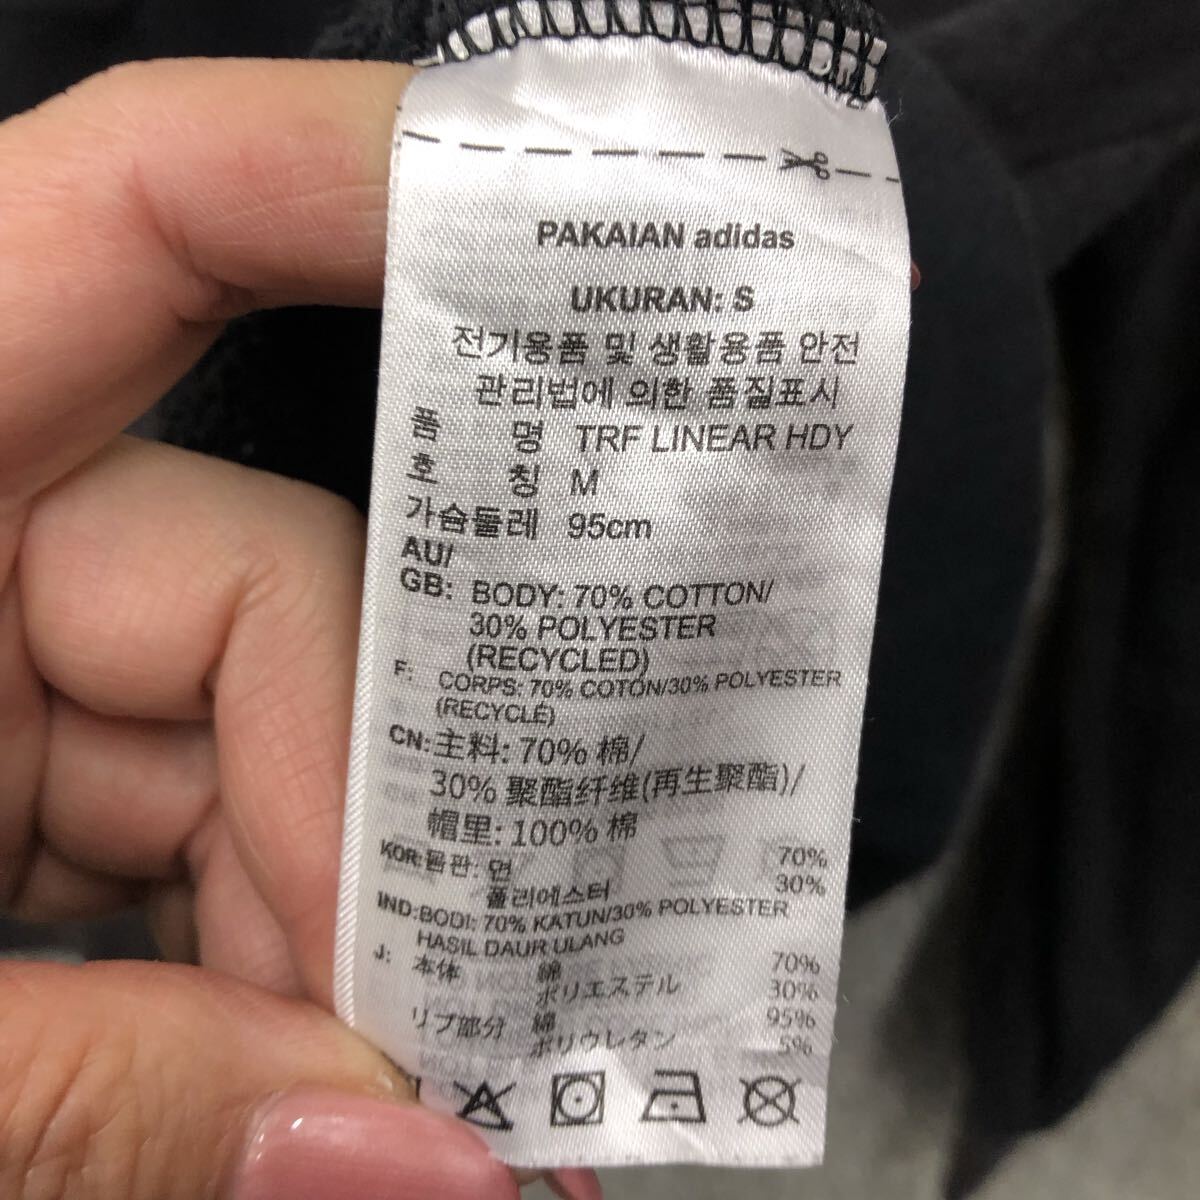 PAKAIAN adidas
UKURAN: S
전기용품 및 생활용품 안전
관리법에 의한 품질표시
품 명 TRF LINEAR HDY
호 칭 M
가슴둘레 95cm
AU/
GB: BODY: 70% COTTON/
30% POLYESTER
(RECYCLED)
F: CORPS: 70% COTON/30% POLYESTER
(RECYCLÉ)
CN: 主料: 70% 棉/
30% 聚酯纤维(再生聚酯)/
帽里: 100% 棉
KOR: 몸판: 면 70%
폴리에스터 30%
IND: BODI: 70% KATUN/30% POLYESTER
HASIL DAUR ULANG
J: 本体 綿 70%
ポリエステル 30%
リブ部分 綿 95%
ポリウレタン 5%